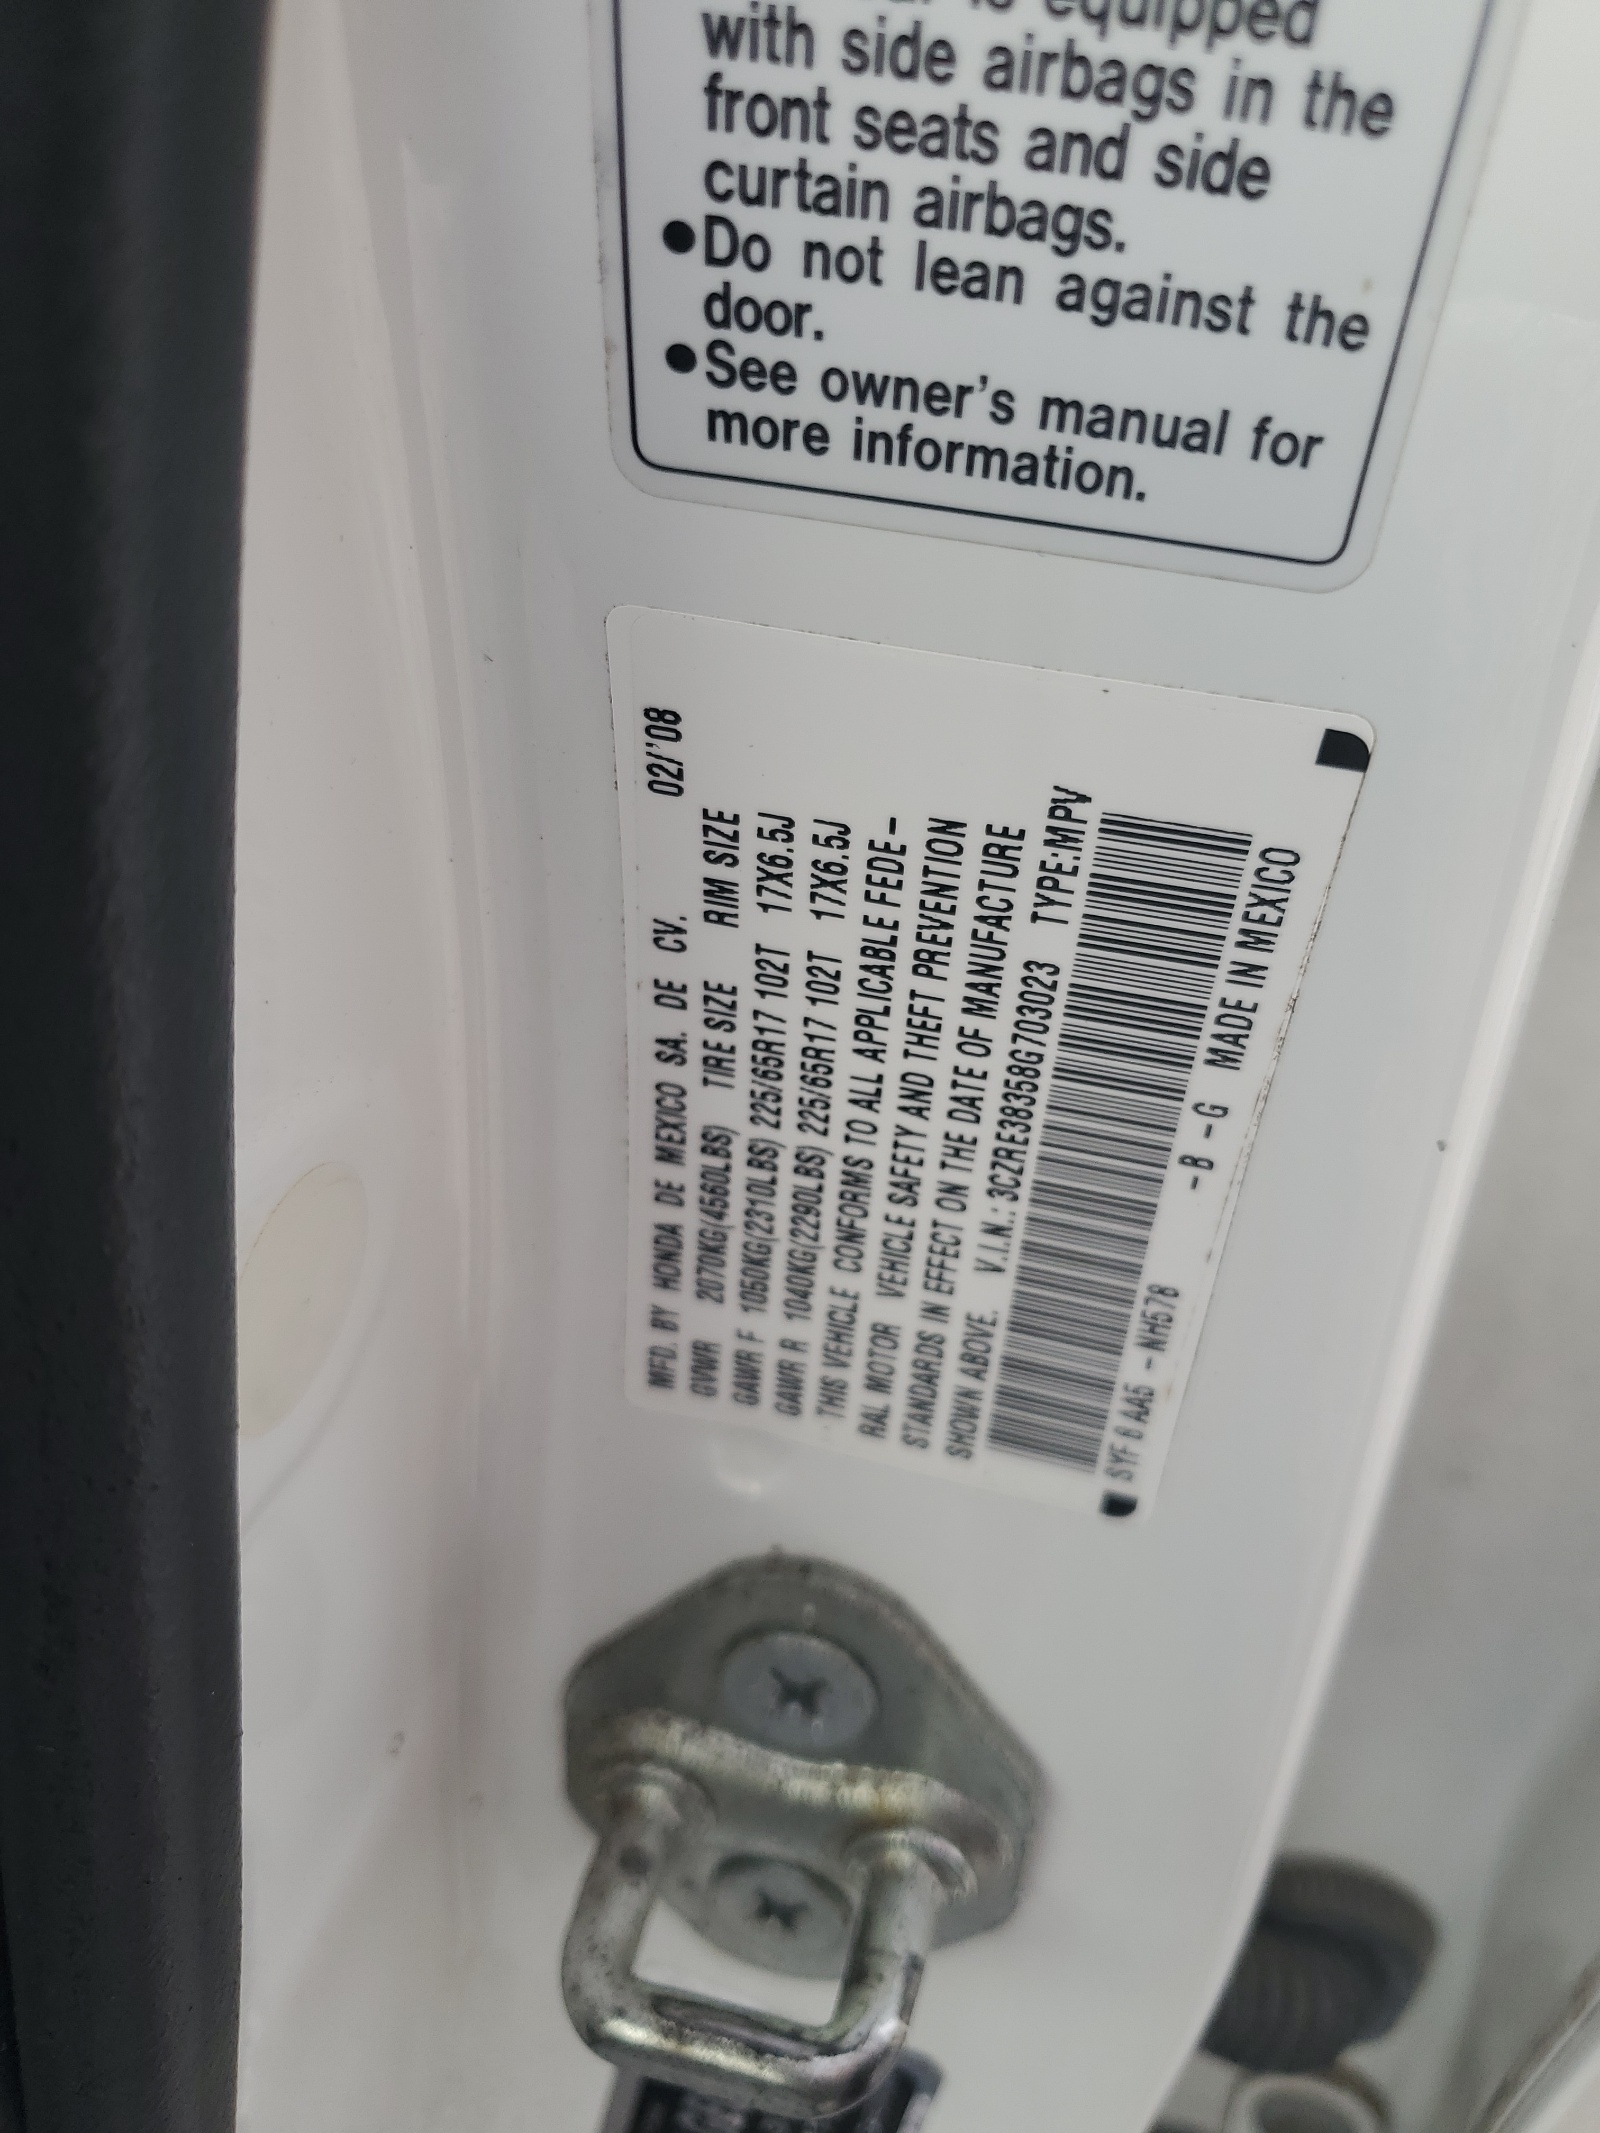 is equipped
with side airbags in the
front seats and side
curtain airbags.
●Do not lean against the
door.
●See owner's manual for
more information.
MFD. BY HONDA DE MEXICO SA. DE CV. 02/'08
GVWR 2070KG(4560LBS) TIRE SIZE RIM SIZE
GAWR F 1050KG(2310LBS) 225/65R17 102T 17X6.5J
GAWR R 1040KG(2290LBS) 225/65R17 102T 17X6.5J
THIS VEHICLE CONFORMS TO ALL APPLICABLE FEDE-
RAL MOTOR VEHICLE SAFETY AND THEFT PREVENTION
STANDARDS IN EFFECT ON THE DATE OF MANUFACTURE
SHOWN ABOVE. V.I.N.: 3CZRE38358G703023 TYPE:MPV
SYF6AA5 -NH578 -B -G MADE IN MEXICO